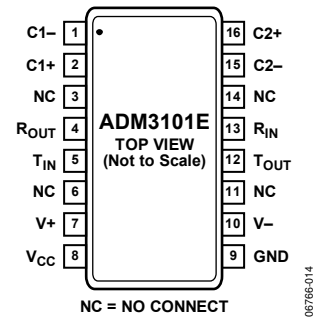 C1– 1 16 C2+
C1+ 2 15 C2–
NC 3 14 NC
ROUT 4 ADM3101E 13 RIN
TOP VIEW
TIN 5 (Not to Scale) 12 TOUT
NC 6 11 NC
V+ 7 10 V–
VCC 8 9 GND
NC = NO CONNECT
06766-014